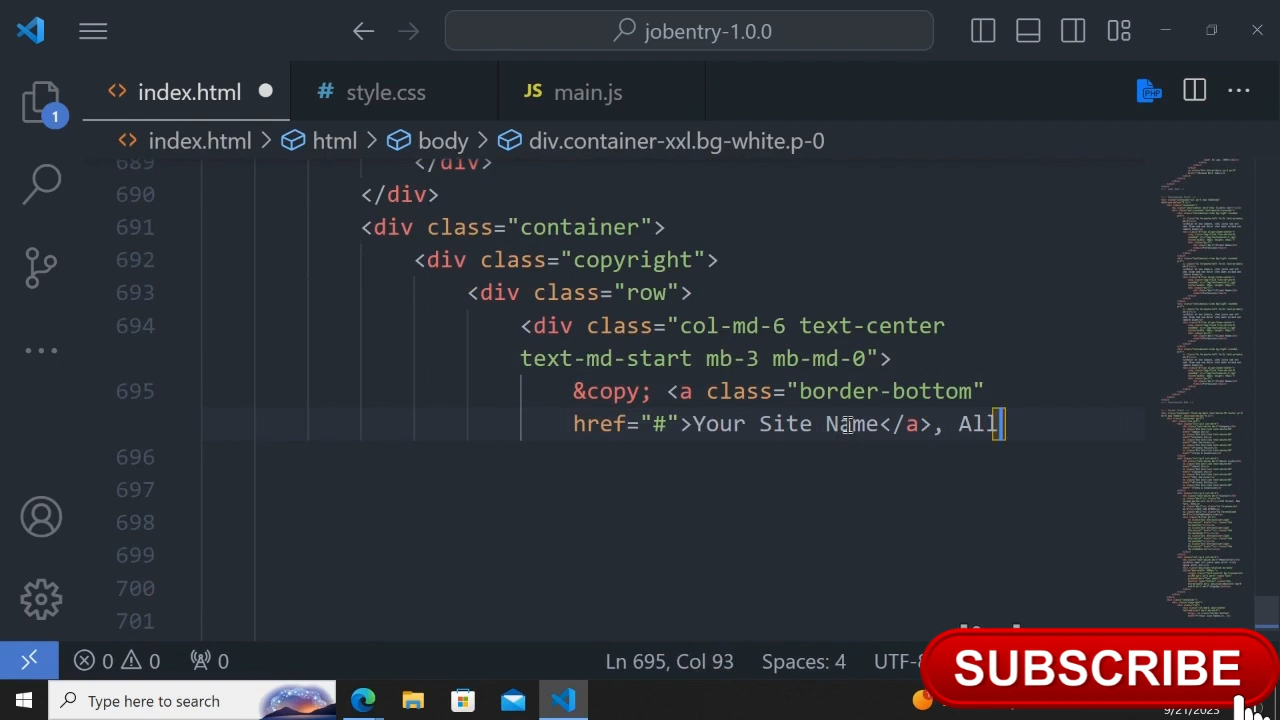 jobentry-1.0.0
index.html
# style.css
JS main.js
PHP
1
index.html > html > body > div.container-xxl.bg-white.p-0
689 </div>
690 </div>
691 <div class="container">
692 <div class="copyright">
693 <div class="row">
694 <div class="col-md-6 text-center
text-md-start mb-3 mb-md-0">
695 &copy; <a class="border-bottom"
href="#">Your Site Name</a>, All
696
697
698
699
700
701
0 0 0
Ln 695, Col 93 Spaces: 4 UTF-8
SUBSCRIBE
Type here to search
9/21/2023